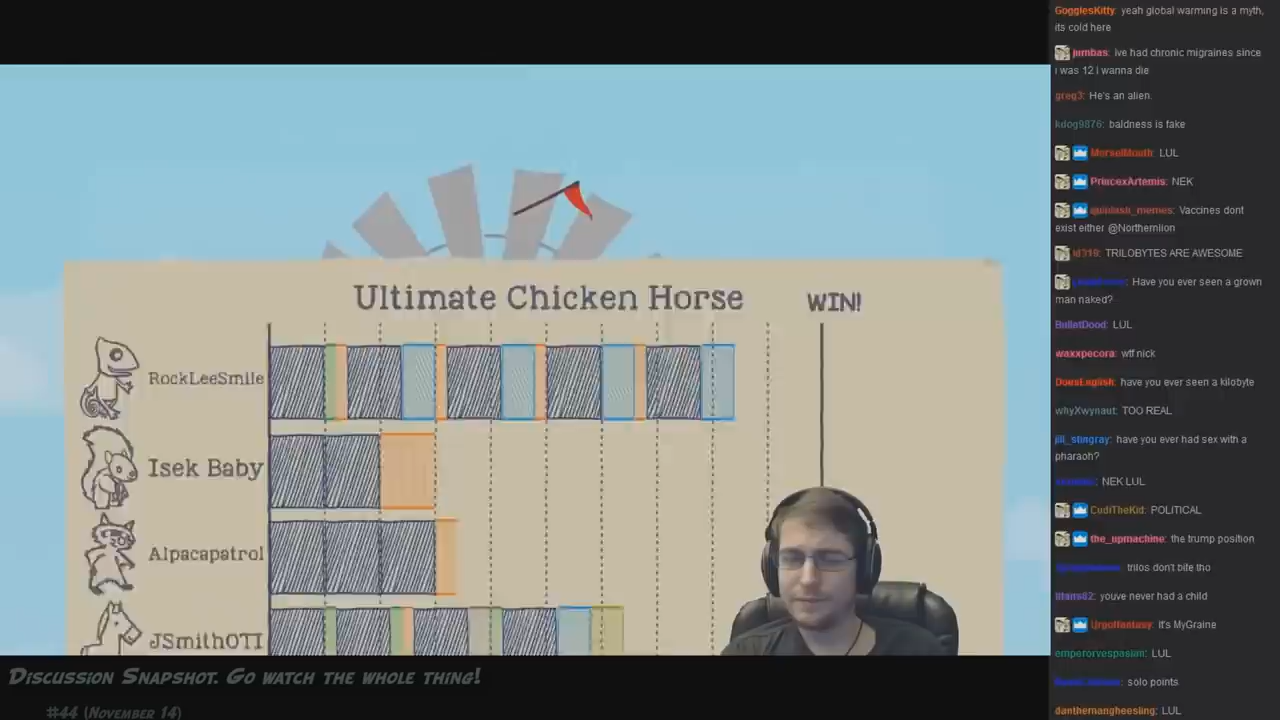 Ultimate Chicken Horse
WIN!
RockLeeSmile
Isek Baby
Alpacapatrol
JSmithOTI
Discussion Snapshot. Go watch the whole thing!
#44 (November 14)
GogglesKitty: yeah global warming is a myth,
its cold here
jumbas: Ive had chronic migraines since
i was 12 I wanna die
greg3: He's an alien.
kdog9876: baldness is fake
MorselMouth: LUL
PrincexArtemis: NEK
Vaccines dont
exist either @Northernlion
TRILOBYTES ARE AWESOME
Have you ever seen a grown
man naked?
BulletDood: LUL
waxxpecora: wtf nick
DoesEnglish: have you ever seen a kilobyte
whyXwynaut: TOO REAL
jill_stingray: have you ever had sex with a
pharaoh?
NEK LUL
CudiTheKid: POLITICAL
the_upmachine: the trump position
trilos don't bite tho
titans62: youve never had a child
Urgotfantasy: It's MyGraine
emperorvespasian: LUL
solo points
danthemangheesling: LUL